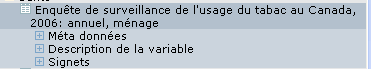 Enquête de surveillance de l'usage du tabac au Canada,
2006: annuel, ménage
Méta données
Description de la variable
Signets